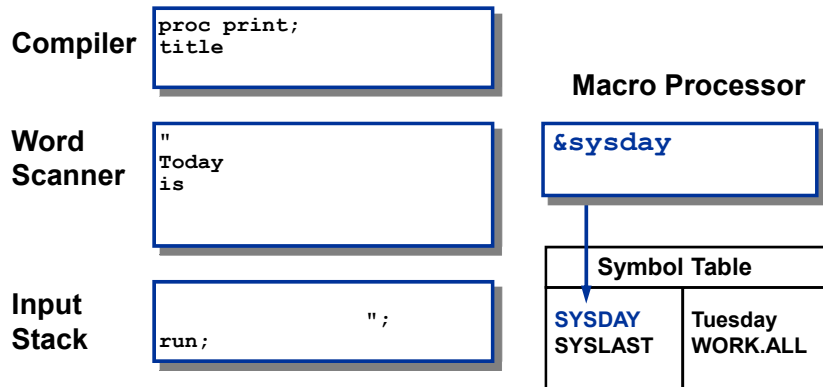 Compiler
proc print;
title
Macro Processor
Word
Scanner
"
Today
is
&sysday
Input
Stack
";
run;
Symbol Table
SYSDAY Tuesday
SYSLAST WORK.ALL